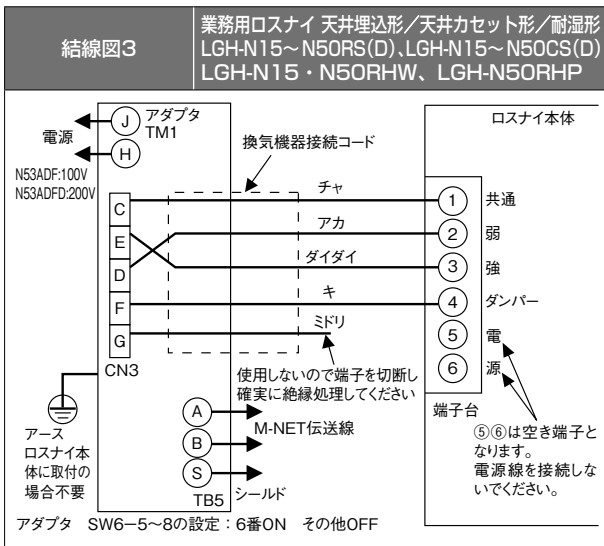 結線図3
業務用ロスナイ 天井埋込形／天井カセット形／耐湿形
LGH-N15～N50RS(D)、LGH-N15～N50CS(D)
LGH-N15・N50RHW、LGH-N50RHP
J
アダプタ
TM1
電源
H
N53ADF:100V
N53ADFD:200V
換気機器接続コード
ロスナイ本体
C
チャ
1
共通
E
アカ
2
弱
D
ダイダイ
3
強
F
キ
4
ダンパー
G
ミドリ
5
電
6
源
CN3
使用しないので端子を切断し
確実に絶縁処理してください
端子台
アース
ロスナイ本
体に取付の
場合不要
A
M-NET伝送線
B
S
シールド
TB5
⑤⑥は空き端子と
なります。
電源線を接続しな
いでください。
アダプタ SW6－5～8の設定：6番ON その他OFF